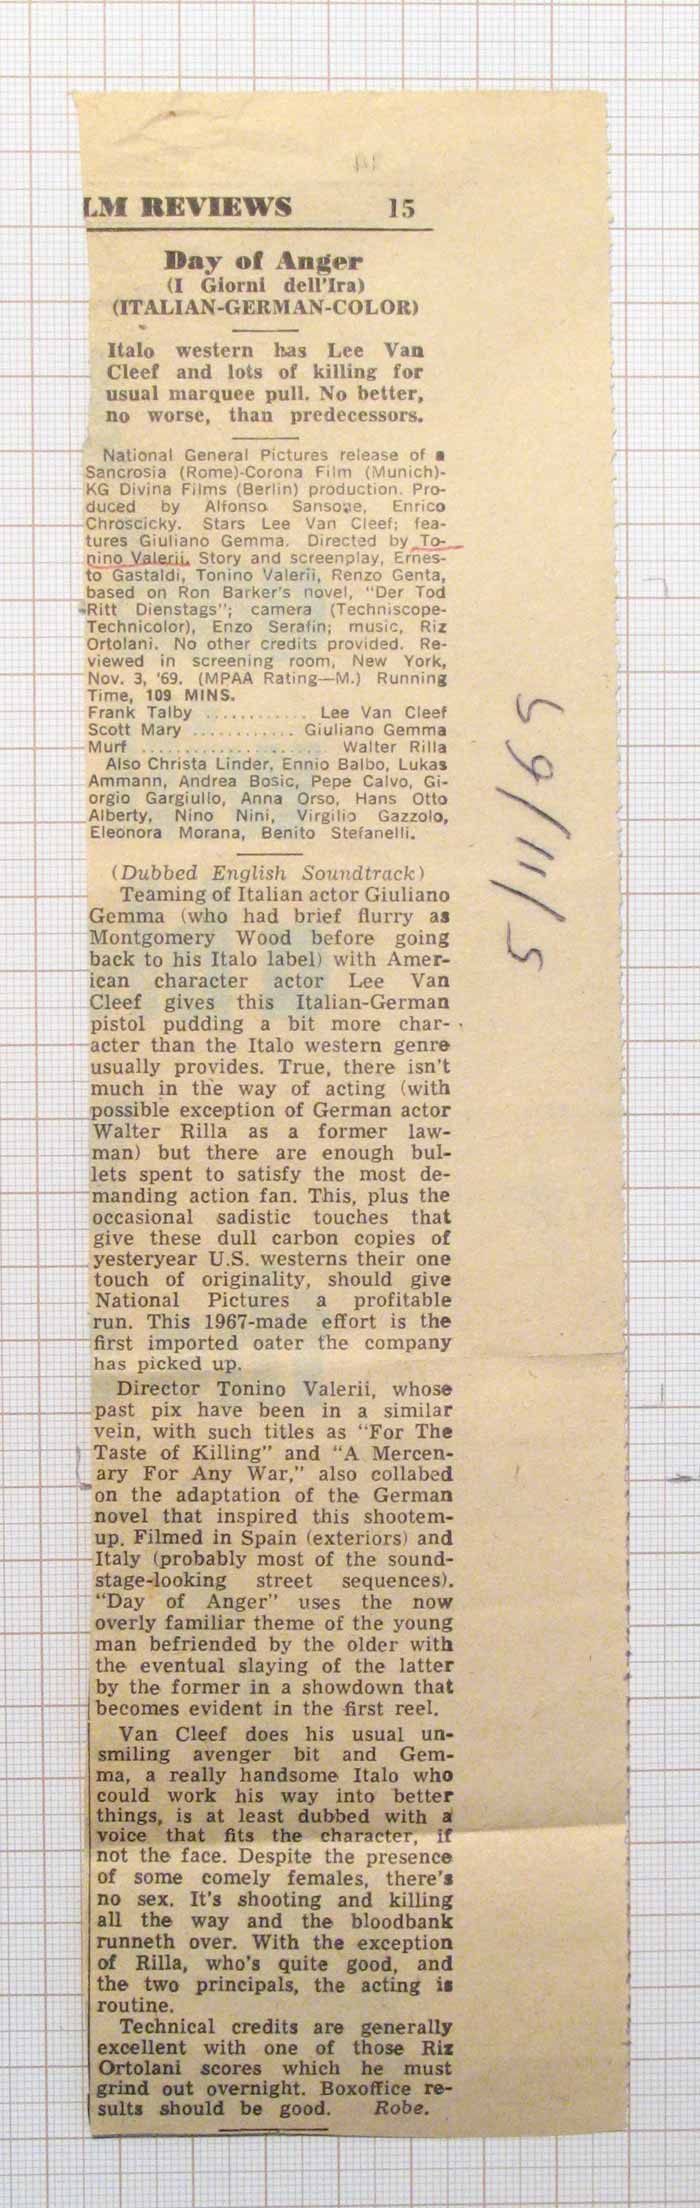 LM REVIEWS 15
Day of Anger
(I Giorni dell'Ira)
(ITALIAN-GERMAN-COLOR)
Italo western has Lee Van
Cleef and lots of killing for
usual marquee pull. No better,
no worse, than predecessors.
National General Pictures release of a
Sancrosia (Rome)-Corona Film (Munich)-
KG Divina Films (Berlin) production. Pro-
duced by Alfonso Sansone, Enrico
Chroscicky. Stars Lee Van Cleef; fea-
tures Giuliano Gemma. Directed by To-
nino Valerii. Story and screenplay, Ernes-
to Gastaldi, Tonino Valerii, Renzo Genta,
based on Ron Barker's novel, "Der Tod
Ritt Dienstags"; camera (Techniscope-
Technicolor), Enzo Serafin; music, Riz
Ortolani. No other credits provided. Re-
viewed in screening room, New York,
Nov. 3, '69. (MPAA Rating—M.) Running
Time, 109 MINS.
Frank Talby ............ Lee Van Cleef
Scott Mary ............ Giuliano Gemma
Murf ..................... Walter Rilla
Also Christa Linder, Ennio Balbo, Lukas
Ammann, Andrea Bosic, Pepe Calvo, Gi-
orgio Gargiullo, Anna Orso, Hans Otto
Alberty, Nino Nini, Virgilio Gazzolo,
Eleonora Morana, Benito Stefanelli.
(Dubbed English Soundtrack)
Teaming of Italian actor Giuliano
Gemma (who had brief flurry as
Montgomery Wood before going
back to his Italo label) with Amer-
ican character actor Lee Van
Cleef gives this Italian-German
pistol pudding a bit more char-
acter than the Italo western genre
usually provides. True, there isn't
much in the way of acting (with
possible exception of German actor
Walter Rilla as a former law-
man) but there are enough bul-
lets spent to satisfy the most de-
manding action fan. This, plus the
occasional sadistic touches that
give these dull carbon copies of
yesteryear U.S. westerns their one
touch of originality, should give
National Pictures a profitable
run. This 1967-made effort is the
first imported oater the company
has picked up.
Director Tonino Valerii, whose
past pix have been in a similar
vein, with such titles as "For The
Taste of Killing" and "A Mercen-
ary For Any War," also collabed
on the adaptation of the German
novel that inspired this shootem-
up. Filmed in Spain (exteriors) and
Italy (probably most of the sound-
stage-looking street sequences).
"Day of Anger" uses the now
overly familiar theme of the young
man befriended by the older with
the eventual slaying of the latter
by the former in a showdown that
becomes evident in the first reel.
Van Cleef does his usual un-
smiling avenger bit and Gem-
ma, a really handsome Italo who
could work his way into better
things, is at least dubbed with a
voice that fits the character, if
not the face. Despite the presence
of some comely females, there's
no sex. It's shooting and killing
all the way and the bloodbank
runneth over. With the exception
of Rilla, who's quite good, and
the two principals, the acting is
routine.
Technical credits are generally
excellent with one of those Riz
Ortolani scores which he must
grind out overnight. Boxoffice re-
sults should be good. Robe.
5/11/69